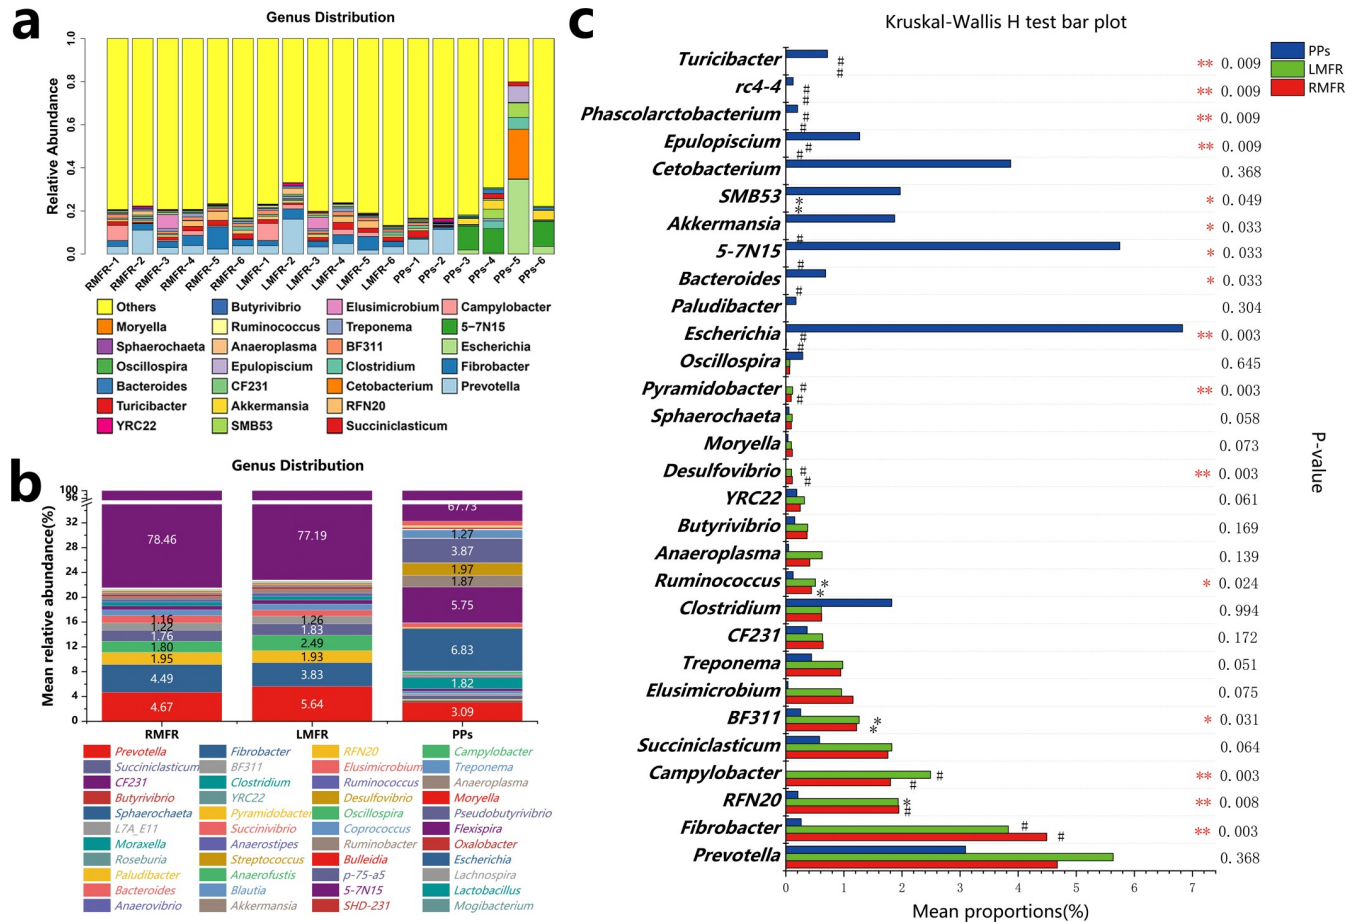 a
Genus Distribution
Relative Abundance
1.0
0.8
0.6
0.4
0.2
0.0
RMFR-1
RMFR-2
RMFR-3
RMFR-4
RMFR-5
RMFR-6
LMFR-1
LMFR-2
LMFR-3
LMFR-4
LMFR-5
LMFR-6
PPs-1
PPs-2
PPs-3
PPs-4
PPs-5
PPs-6
Others Butyrivibrio Elusimicrobium Campylobacter
Moryella Ruminococcus Treponema 5-7N15
Sphaerochaeta Anaeroplasma BF311 Escherichia
Oscillospira Epulopiscium Clostridium Fibrobacter
Bacteroides CF231 Cetobacterium Prevotella
Turicibacter Akkermansia RFN20
YRC22 SMB53 Succiniclasticum
b
Genus Distribution
Mean relative abundance(%)
100
96
32
28
24
20
16
12
8
4
0
78.46
1.16
1.22
1.76
1.80
1.95
4.49
4.67
77.19
1.26
1.83
2.49
1.93
3.83
5.64
67.73
1.27
3.87
1.97
1.87
5.75
6.83
1.82
3.09
RMFR LMFR PPs
Prevotella Fibrobacter RFN20 Campylobacter
Succiniclasticum BF311 Elusimicrobium Treponema
CF231 Clostridium Ruminococcus Anaeroplasma
Butyrivibrio YRC22 Desulfovibrio Moryella
Sphaerochaeta Pyramidobacter Oscillospira Pseudobutyrivibrio
L7A_E11 Succinivibrio Coprococcus Flexispira
Moraxella Anaerostipes Ruminobacter Oxalobacter
Roseburia Streptococcus Bulleidia Escherichia
Paludibacter Anaerofustis p-75-a5 Lachnospira
Bacteroides Blautia 5-7N15 Lactobacillus
Anaerovibrio Akkermansia SHD-231 Mogibacterium
c
Kruskal-Wallis H test bar plot
PPs
LMFR
RMFR
Turicibacter # # ** 0.009
rc4-4 # # ** 0.009
Phascolarctobacterium # # ** 0.009
Epulopiscium # # ** 0.009
Cetobacterium 0.368
SMB53 * * * 0.049
Akkermansia # * 0.033
5-7N15 # * 0.033
Bacteroides # * 0.033
Paludibacter 0.304
Escherichia # # ** 0.003
Oscillospira 0.645
Pyramidobacter # # ** 0.003
Sphaerochaeta 0.058
Moryella 0.073
Desulfovibrio # # ** 0.003
YRC22 0.061
Butyrivibrio 0.169
Anaeroplasma 0.139
Ruminococcus * * * 0.024
Clostridium 0.994
CF231 0.172
Treponema 0.051
Elusimicrobium 0.075
BF311 * * * 0.031
Succiniclasticum 0.064
Campylobacter # # ** 0.003
RFN20 * # ** 0.008
Fibrobacter # # ** 0.003
Prevotella 0.368
0 1 2 3 4 5 6 7
Mean proportions(%)
P-value